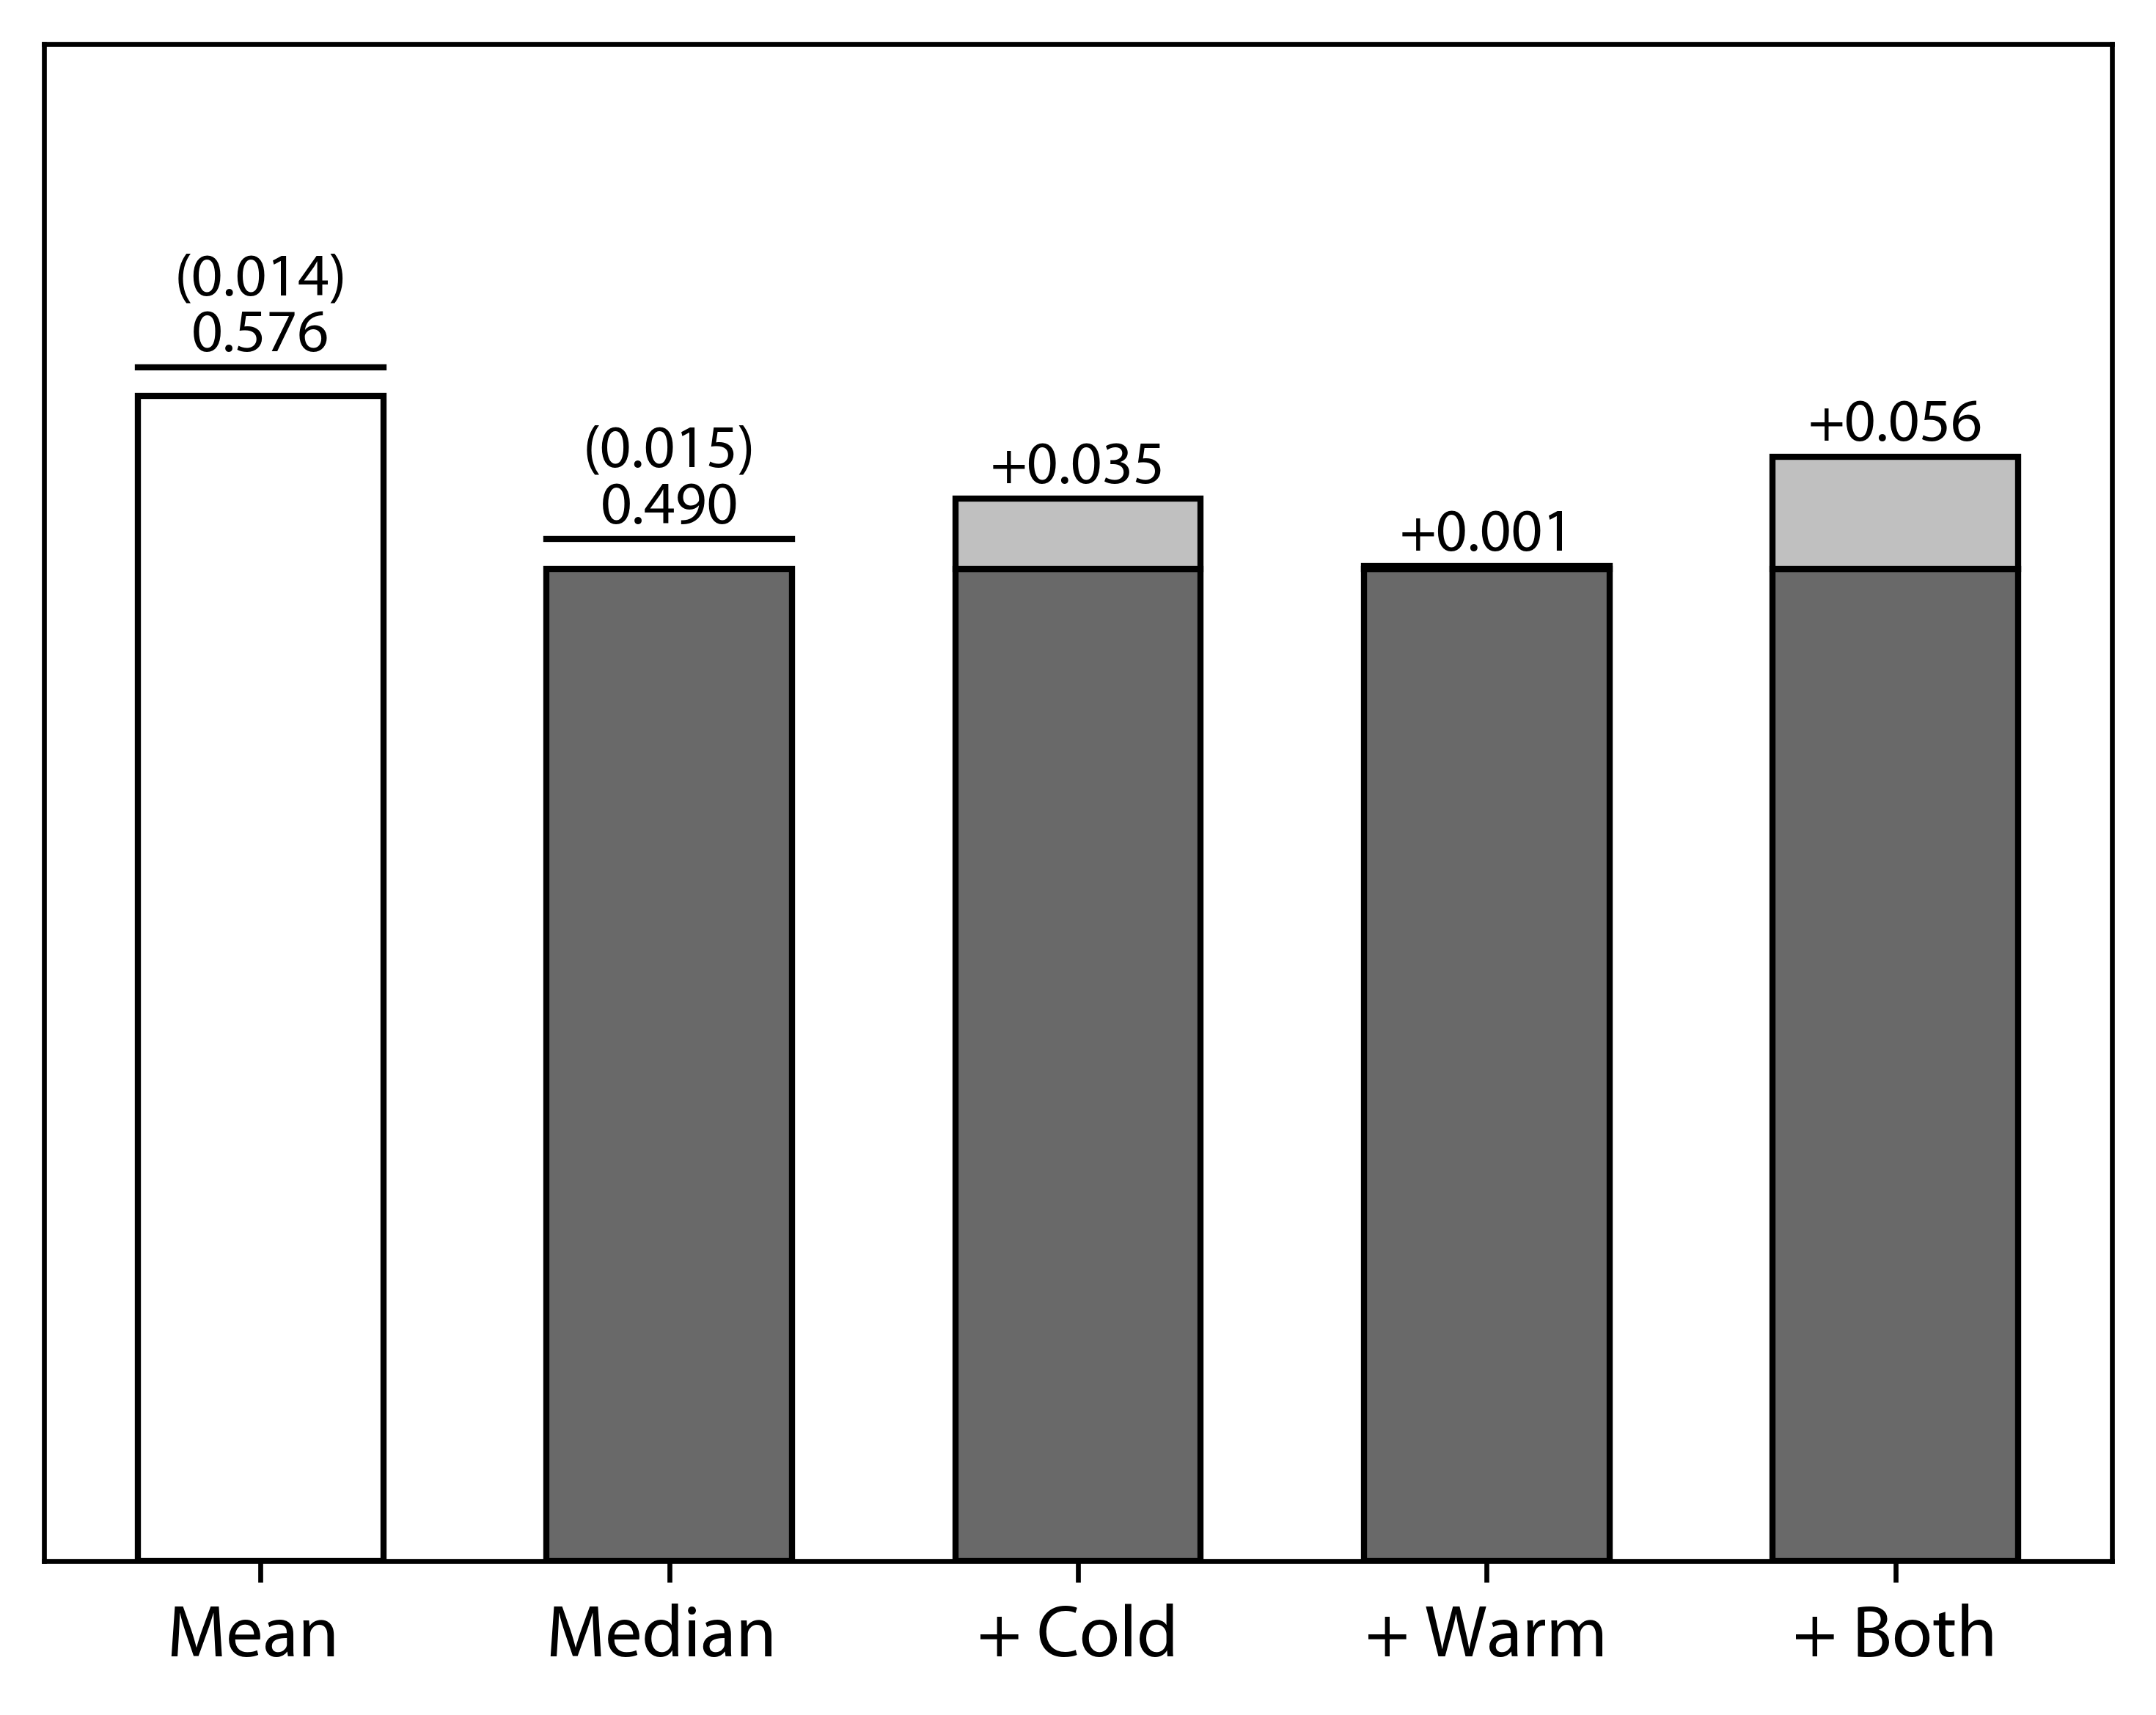 (0.014)
0.576
(0.015)
0.490
+0.035
+0.001
+0.056
Mean
Median
+ Cold
+ Warm
+ Both